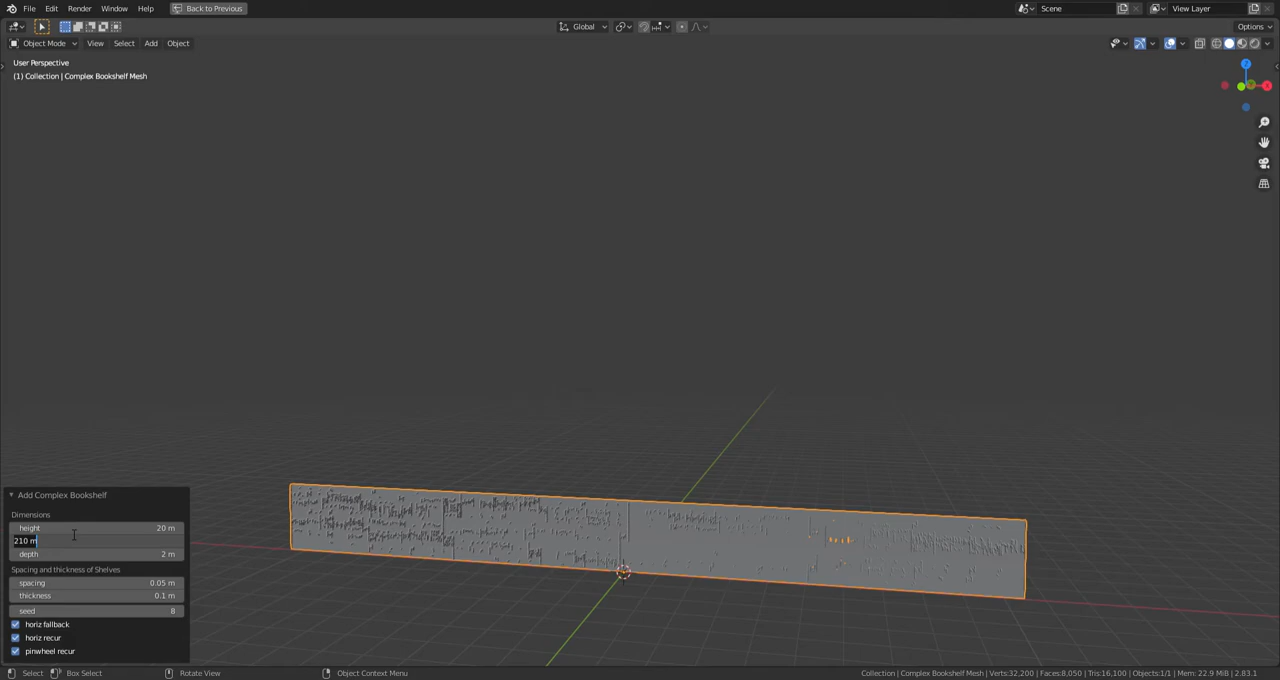 File Edit Render Window Help Back to Previous Scene View Layer
Global Options
Object Mode View Select Add Object
User Perspective
(1) Collection | Complex Bookshelf Mesh
Z
X
Add Complex Bookshelf
Dimensions
height 20 m
210 m
depth 2 m
Spacing and thickness of Shelves
spacing 0.05 m
thickness 0.1 m
seed 8
horiz fallback
horiz recur
pinwheel recur
Select Box Select Rotate View Object Context Menu Collection | Complex Bookshelf Mesh | Verts:32,200 | Faces:8,050 | Tris:16,100 | Objects:1/1 | Mem: 22.9 MiB | 2.83.1